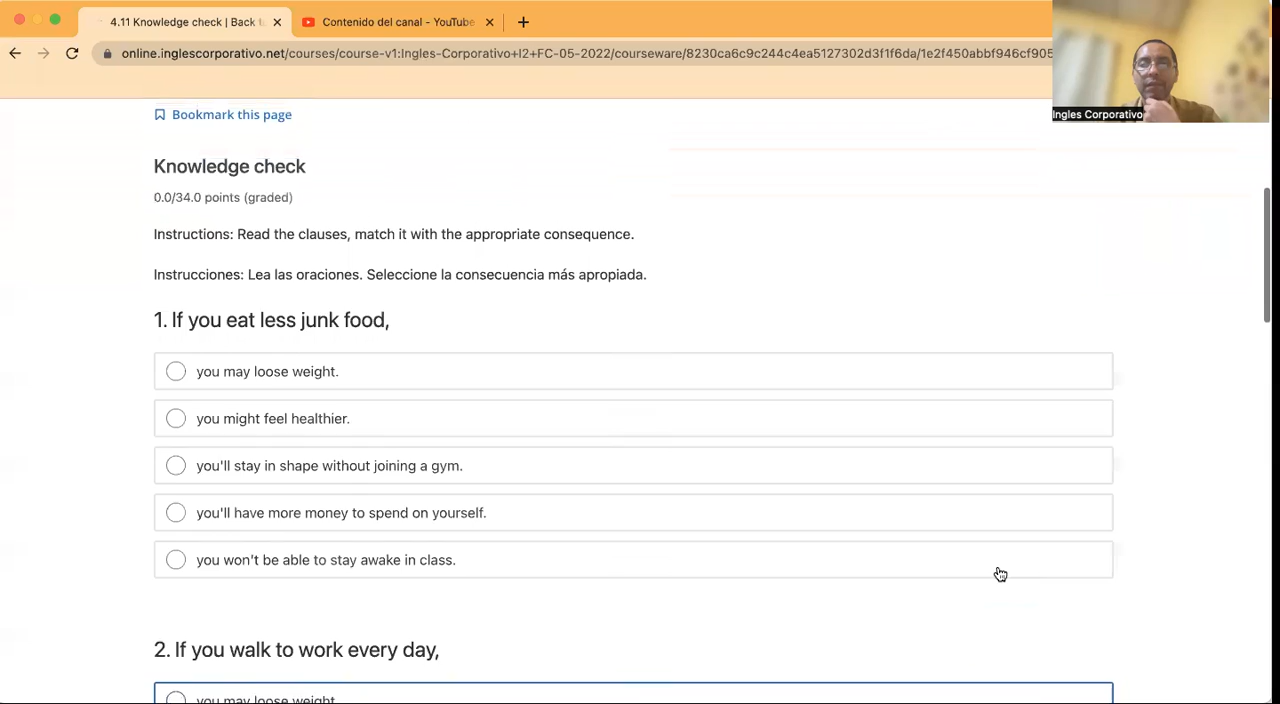 4.11 Knowledge check | Back t
Contenido del canal - YouTube
online.inglescorporativo.net/courses/course-v1:Ingles-Corporativo+I2+FC-05-2022/courseware/8230ca6c9c244c4ea5127302d3f1f6da/1e2f450abbf946cf905
Ingles Corporativo
Bookmark this page
Knowledge check
0.0/34.0 points (graded)
Instructions: Read the clauses, match it with the appropriate consequence.
Instrucciones: Lea las oraciones. Seleccione la consecuencia más apropiada.
1. If you eat less junk food,
you may loose weight.
you might feel healthier.
you'll stay in shape without joining a gym.
you'll have more money to spend on yourself.
you won't be able to stay awake in class.
2. If you walk to work every day,
you may loose weight.